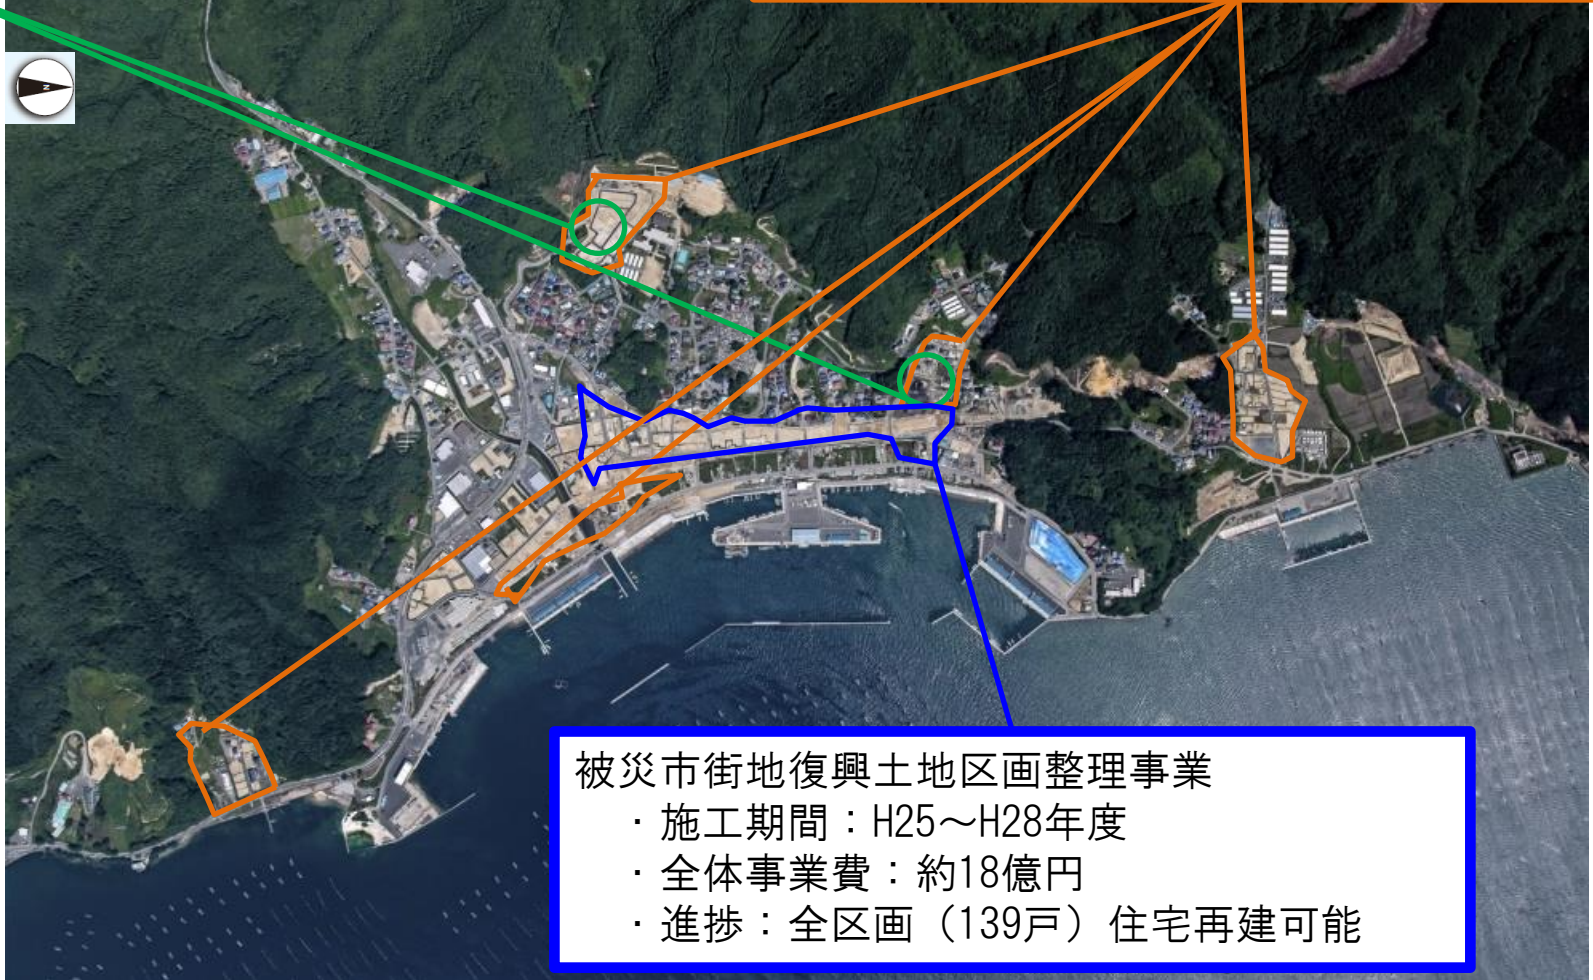 N
被災市街地復興土地区画整理事業
・施工期間：H25～H28年度
・全体事業費：約18億円
・進捗：全区画（139戸）住宅再建可能